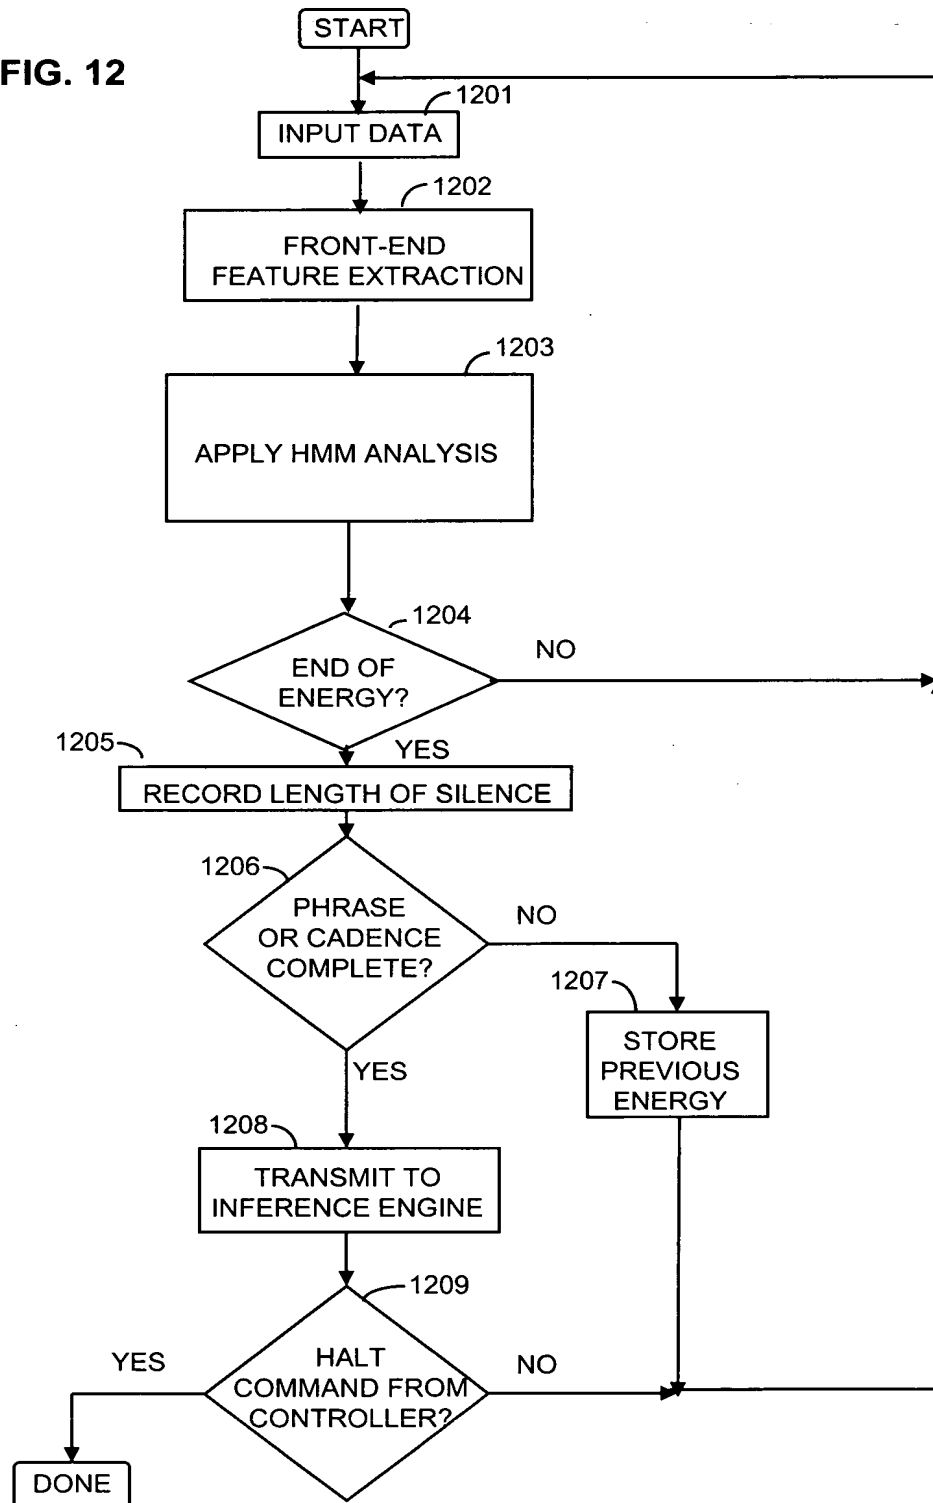 START
FIG. 12
1201
INPUT DATA
1202
FRONT-END
FEATURE EXTRACTION
1203
APPLY HMM ANALYSIS
1204
END OF
ENERGY?
NO
YES
1205
RECORD LENGTH OF SILENCE
1206
PHRASE
OR CADENCE
COMPLETE?
NO
1207
STORE
PREVIOUS
ENERGY
YES
1208
TRANSMIT TO
INFERENCE ENGINE
1209
HALT
COMMAND FROM
CONTROLLER?
YES
NO
DONE